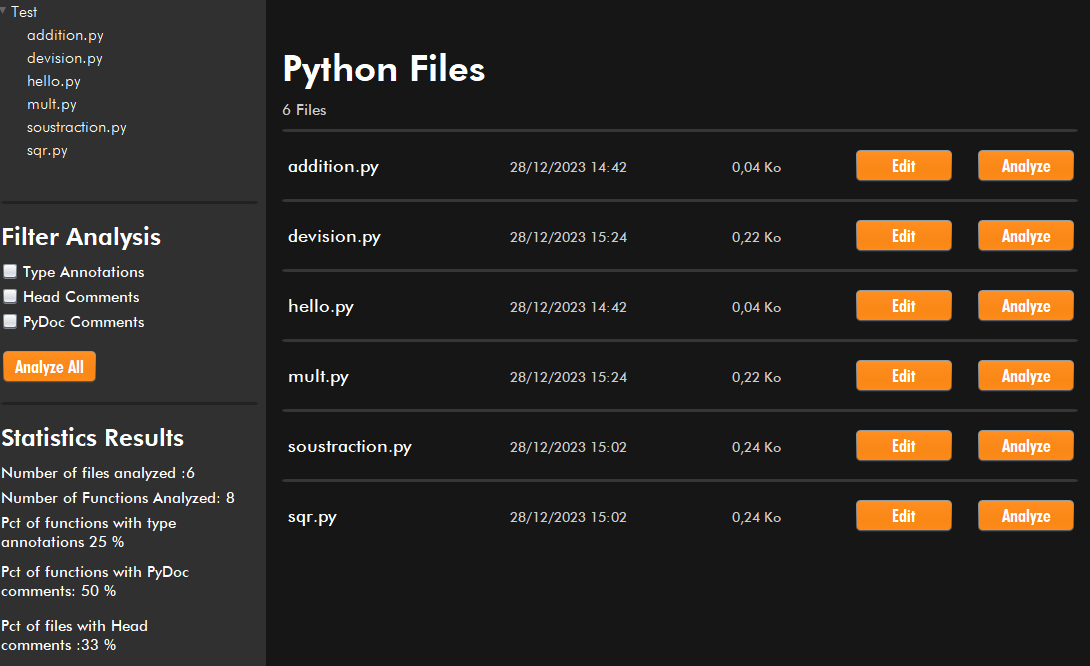 Test
addition.py
devision.py
hello.py
mult.py
soustraction.py
sqr.py
Filter Analysis
Type Annotations
Head Comments
PyDoc Comments
Analyze All
Statistics Results
Number of files analyzed :6
Number of Functions Analyzed: 8
Pct of functions with type
annotations 25 %
Pct of functions with PyDoc
comments: 50 %
Pct of files with Head
comments :33 %
Python Files
6 Files
addition.py 28/12/2023 14:42 0,04 Ko Edit Analyze
devision.py 28/12/2023 15:24 0,22 Ko Edit Analyze
hello.py 28/12/2023 14:42 0,04 Ko Edit Analyze
mult.py 28/12/2023 15:24 0,22 Ko Edit Analyze
soustraction.py 28/12/2023 15:02 0,24 Ko Edit Analyze
sqr.py 28/12/2023 15:02 0,24 Ko Edit Analyze